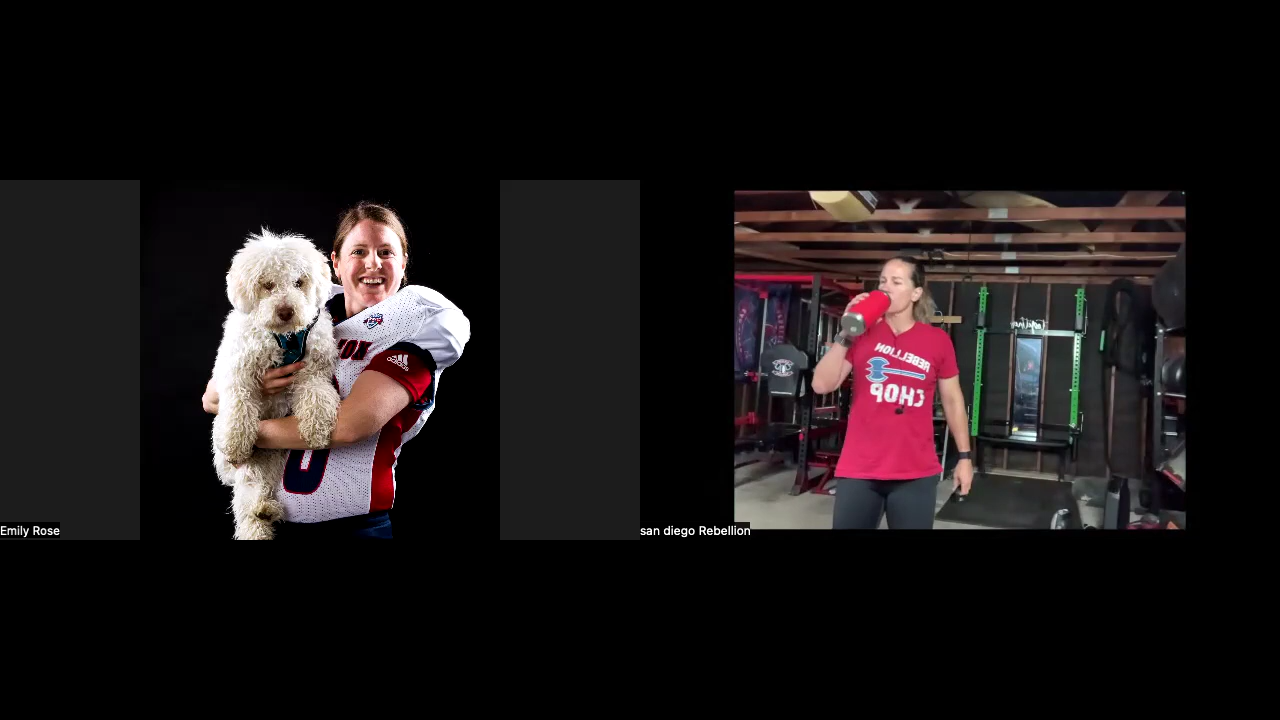 adidas
REBELLION
CHOP
Emily Rose
san diego Rebellion